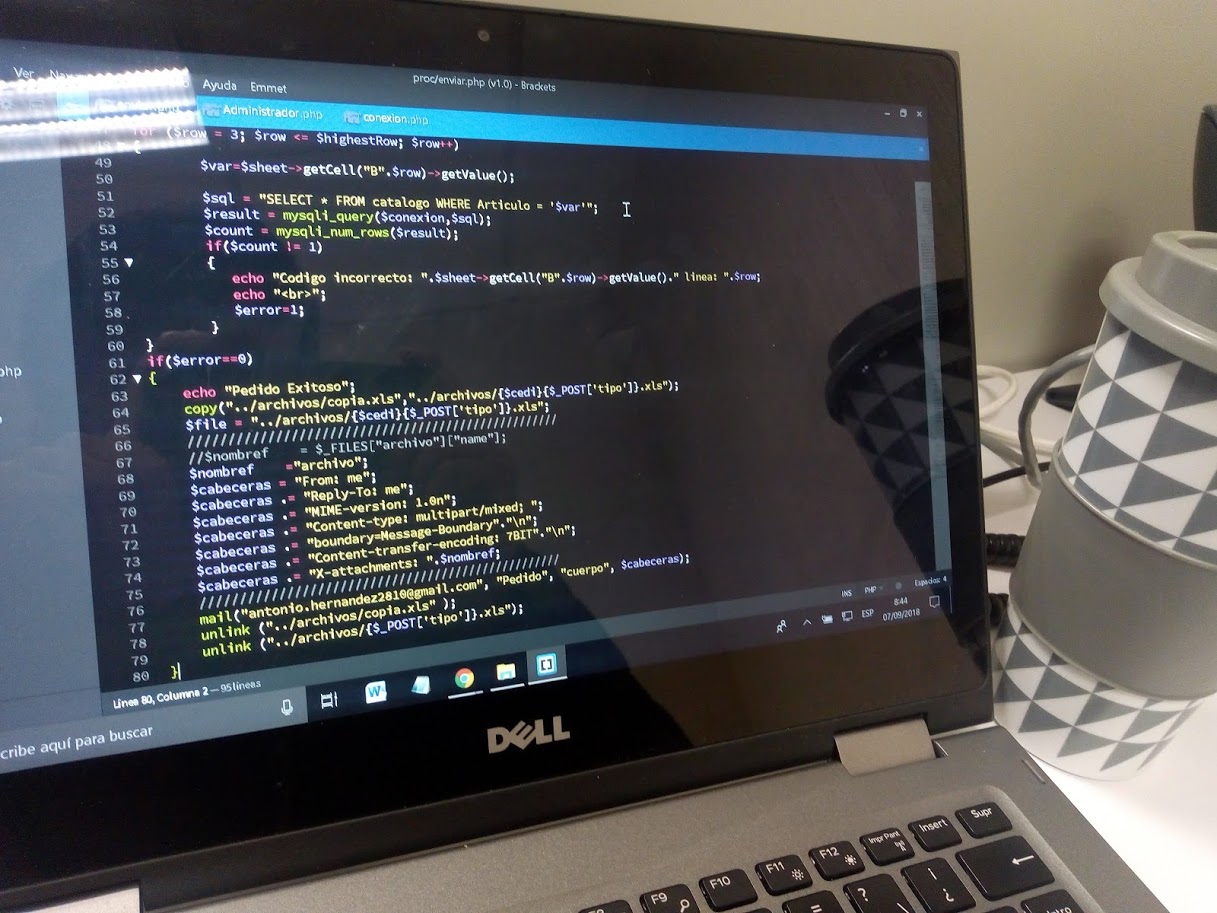 Ver
Ayuda Emmet
proc/enviar.php (v1.0) - Brackets
Administrador.php conexion.php
for ($row = 3; $row <= $highestRow; $row++)
48 {
49 $var=$sheet->getCell("B".$row)->getValue();
50
51 $sql = "SELECT * FROM catalogo WHERE Articulo = '$var'";
52 $result = mysqli_query($conexion,$sql);
53 $count = mysqli_num_rows($result);
54 if($count != 1)
55 {
56 echo "Codigo incorrecto: ".$sheet->getCell("B".$row)->getValue()." linea: ".$row;
57 echo "<br>";
58 $error=1;
59 }
60 }
61 if($error==0)
62 {
63 echo "Pedido Exitoso";
64 copy("../archivos/copia.xls","../archivos/{$cedi}{$_POST['tipo']}.xls");
65 $file = "../archivos/{$cedi}{$_POST['tipo']}.xls";
66 //////////////////////////////////////////////////////
67 //$nombref = $_FILES["archivo"]["name"];
68 $nombref ="archivo";
69 $cabeceras = "From: me";
70 $cabeceras .= "Reply-To: me";
71 $cabeceras .= "MIME-version: 1.0n";
72 $cabeceras .= "Content-type: multipart/mixed; ";
73 $cabeceras .= "boundary=Message-Boundary"."\n";
74 $cabeceras .= "Content-transfer-encoding: 7BIT"."\n";
75 $cabeceras .= "X-attachments: ".$nombref;
76 //////////////////////////////////////////////////////
77 mail("antonio.hernandez2810@gmail.com", "Pedido", "cuerpo", $cabeceras);
78 unlink ("../archivos/copia.xls" );
79 unlink ("../archivos/{$_POST['tipo']}.xls");
80 }
php
Línea 80, Columna 2 — 95 líneas
INS PHP Espacios: 4
cribe aquí para buscar
W
ESP
8:44
07/09/2018
DELL
F9 F10 F11 F12 Impr Pant Insert Supr
= ? ¿ ¡